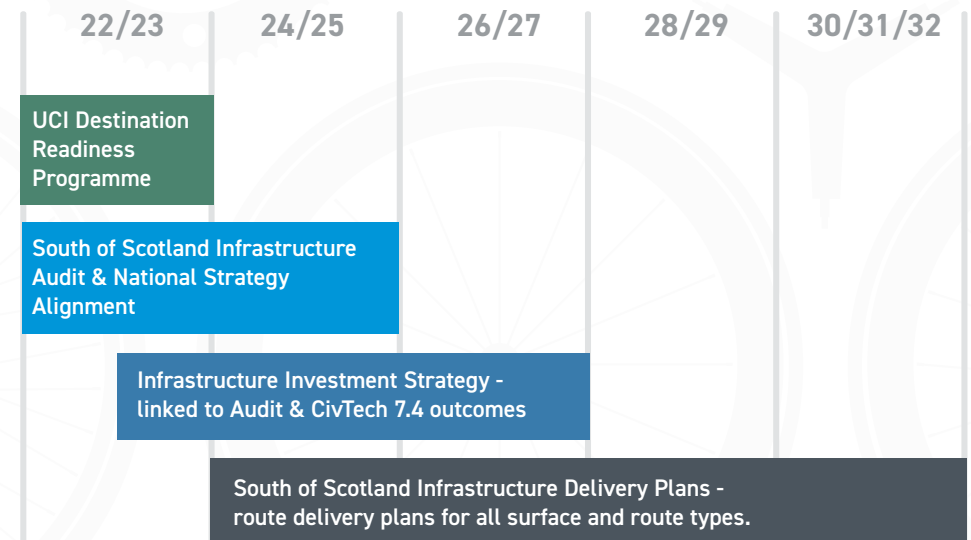 22/23 24/25 26/27 28/29 30/31/32
UCI Destination
Readiness
Programme
South of Scotland Infrastructure
Audit & National Strategy
Alignment
Infrastructure Investment Strategy -
linked to Audit & CivTech 7.4 outcomes
South of Scotland Infrastructure Delivery Plans -
route delivery plans for all surface and route types.